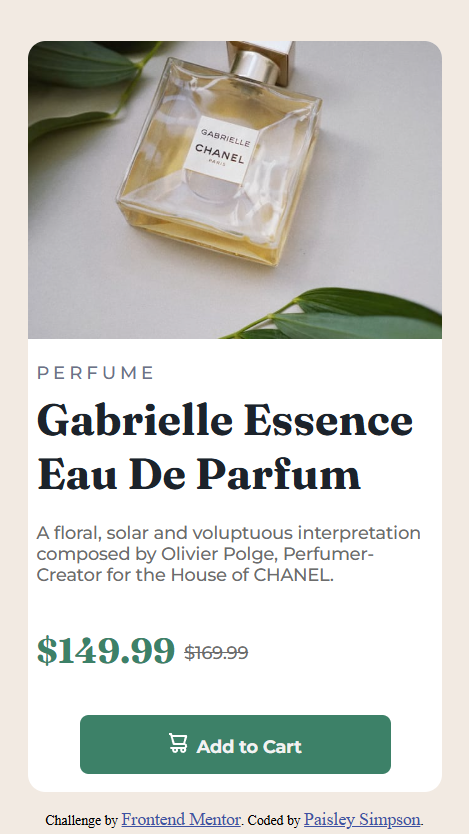 GABRIELLE
CHANEL
PARIS
PERFUME
Gabrielle Essence
Eau De Parfum
A floral, solar and voluptuous interpretation
composed by Olivier Polge, Perfumer-
Creator for the House of CHANEL.
$149.99 $169.99
Add to Cart
Challenge by Frontend Mentor. Coded by Paisley Simpson.